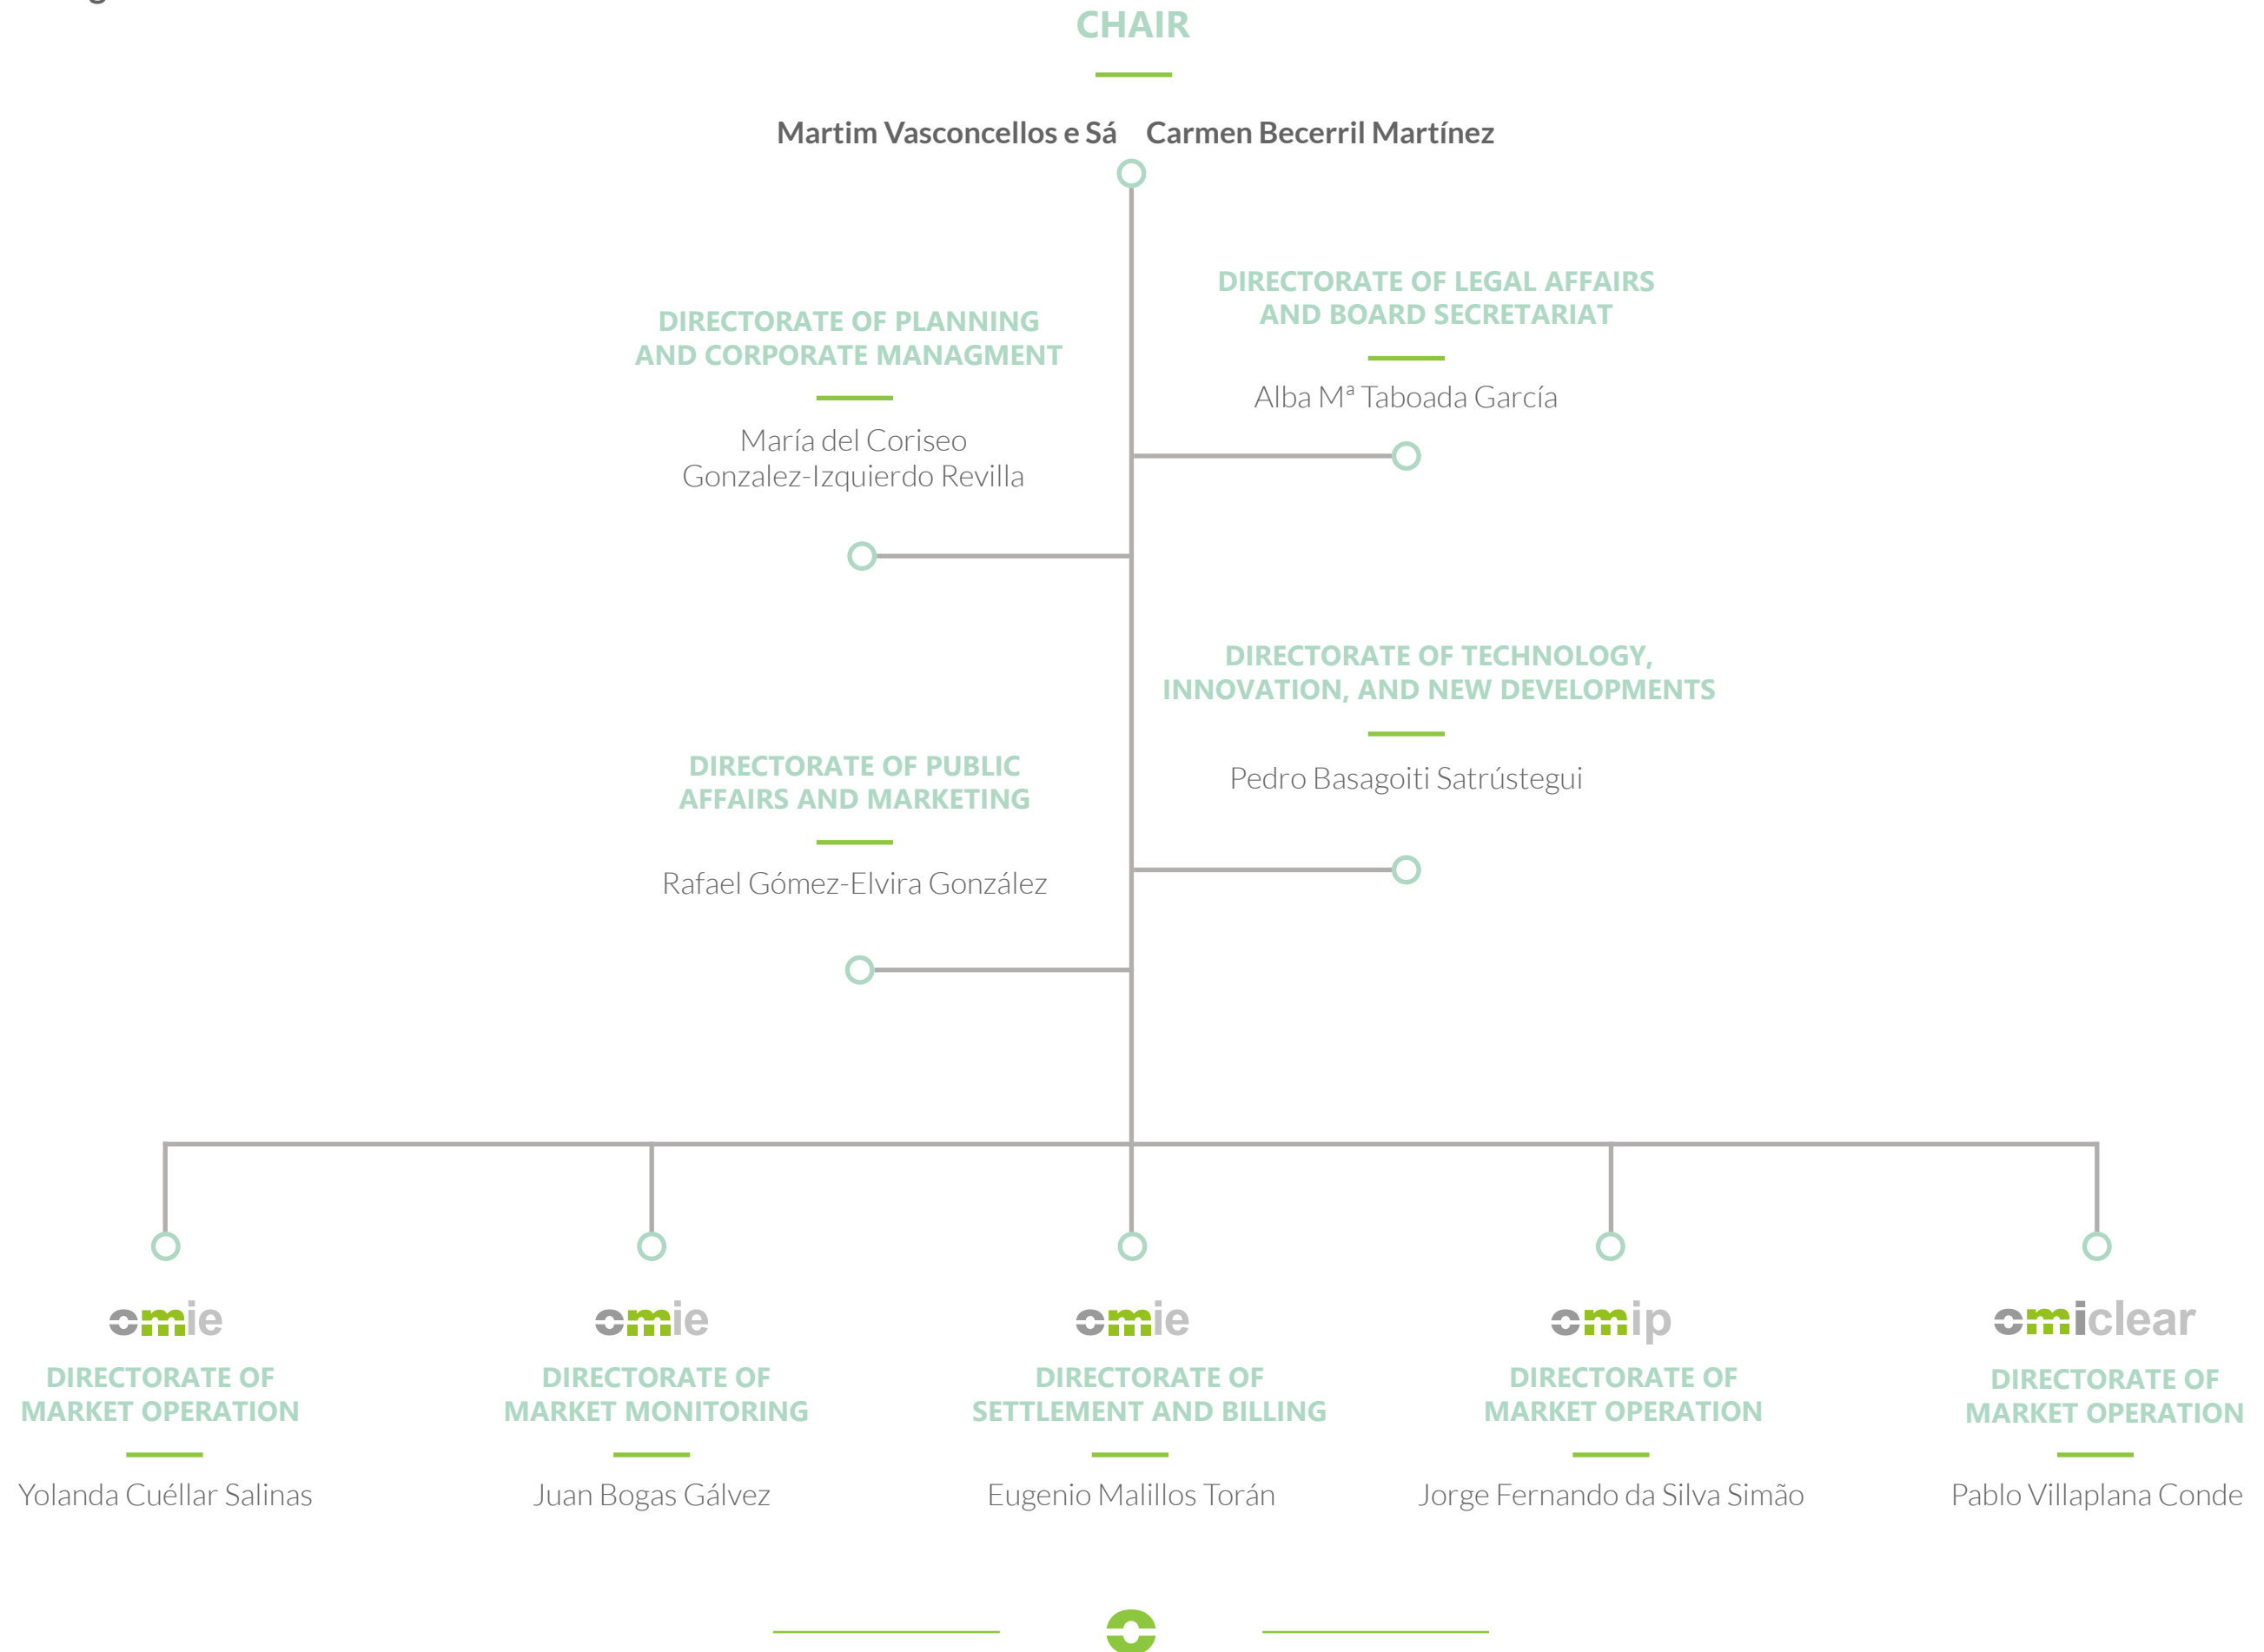 CHAIR
Martim Vasconcellos e Sá Carmen Becerril Martínez
DIRECTORATE OF LEGAL AFFAIRS
AND BOARD SECRETARIAT
Alba Mª Taboada García
DIRECTORATE OF PLANNING
AND CORPORATE MANAGMENT
María del Coriseo
Gonzalez-Izquierdo Revilla
DIRECTORATE OF TECHNOLOGY,
INNOVATION, AND NEW DEVELOPMENTS
Pedro Basagoiti Satrústegui
DIRECTORATE OF PUBLIC
AFFAIRS AND MARKETING
Rafael Gómez-Elvira González
omie
DIRECTORATE OF
MARKET OPERATION
Yolanda Cuéllar Salinas
omie
DIRECTORATE OF
MARKET MONITORING
Juan Bogas Gálvez
omie
DIRECTORATE OF
SETTLEMENT AND BILLING
Eugenio Malillos Torán
omip
DIRECTORATE OF
MARKET OPERATION
Jorge Fernando da Silva Simão
omiclear
DIRECTORATE OF
MARKET OPERATION
Pablo Villaplana Conde